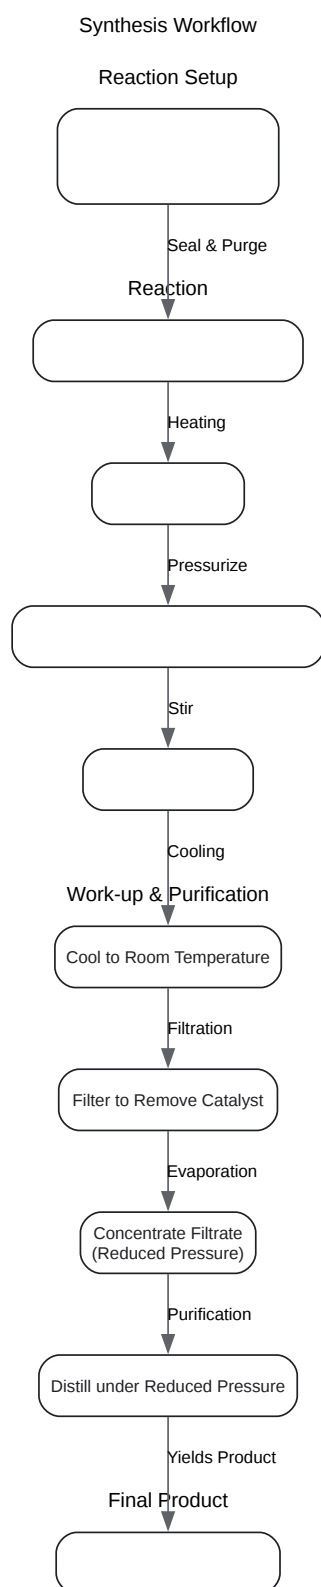 Synthesis Workflow
Reaction Setup
Seal & Purge
Reaction
Heating
Pressurize
Stir
Cooling
Work-up & Purification
Cool to Room Temperature
Filtration
Filter to Remove Catalyst
Evaporation
Concentrate Filtrate
(Reduced Pressure)
Purification
Distill under Reduced Pressure
Yields Product
Final Product